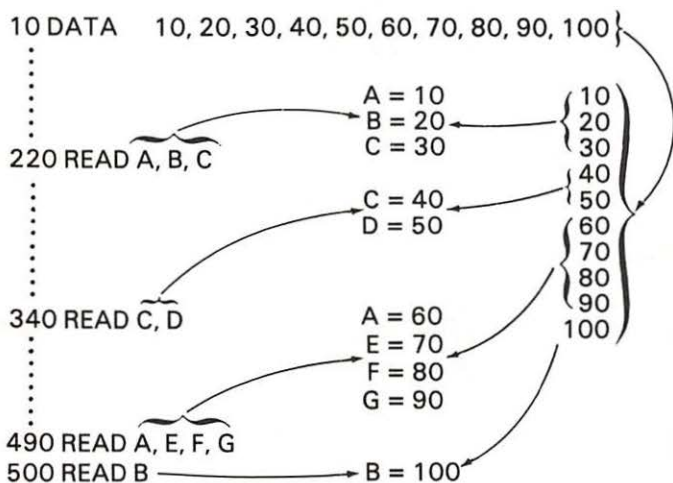 10 DATA 10, 20, 30, 40, 50, 60, 70, 80, 90, 100
A = 10
B = 20
C = 30
10
20
30
40
50
60
70
80
90
100
220 READ A, B, C
C = 40
D = 50
340 READ C, D
A = 60
E = 70
F = 80
G = 90
490 READ A, E, F, G
500 READ B
B = 100